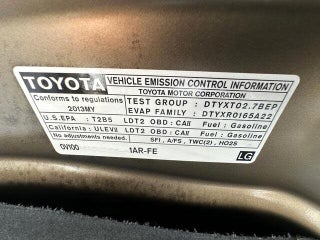 TOYOTA VEHICLE EMISSION CONTROL INFORMATION
TOYOTA MOTOR CORPORATION
Conforms to regulations
2013MY
TEST GROUP : DTYXT02.7BEP
EVAP FAMILY : DTYXR0165A22
U.S.EPA : T2B5 LDT2 OBD : CAII Fuel : Gasoline
California : ULEVII LDT2 OBD : CAII Fuel : Gasoline
No adjustments needed. SFI, A/FS, TWC(2), HO2S
0V100 1AR-FE LG